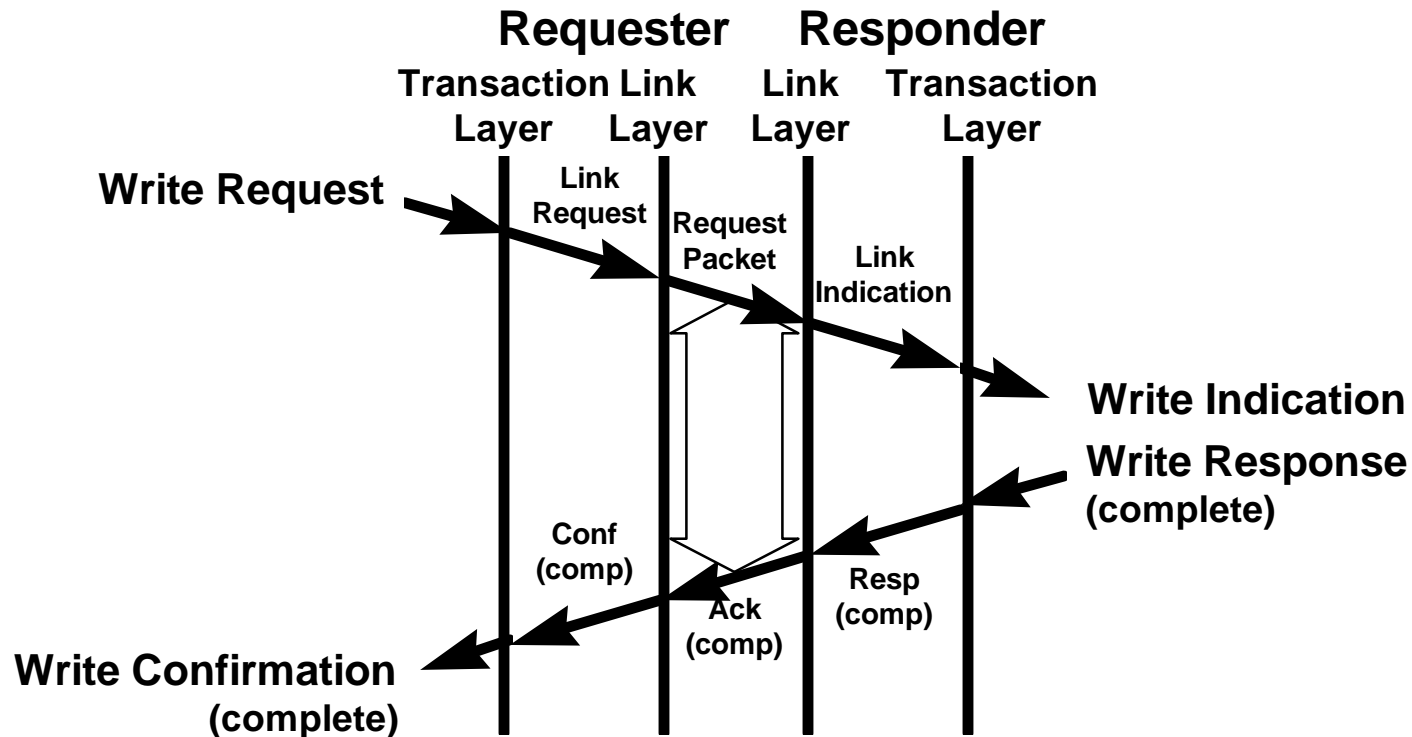 Requester Responder
Transaction Link Link Transaction
Layer Layer Layer Layer
Write Request
Link
Request
Request
Packet
Link
Indication
Write Indication
Write Response
(complete)
Conf
(comp)
Resp
(comp)
Ack
(comp)
Write Confirmation
(complete)